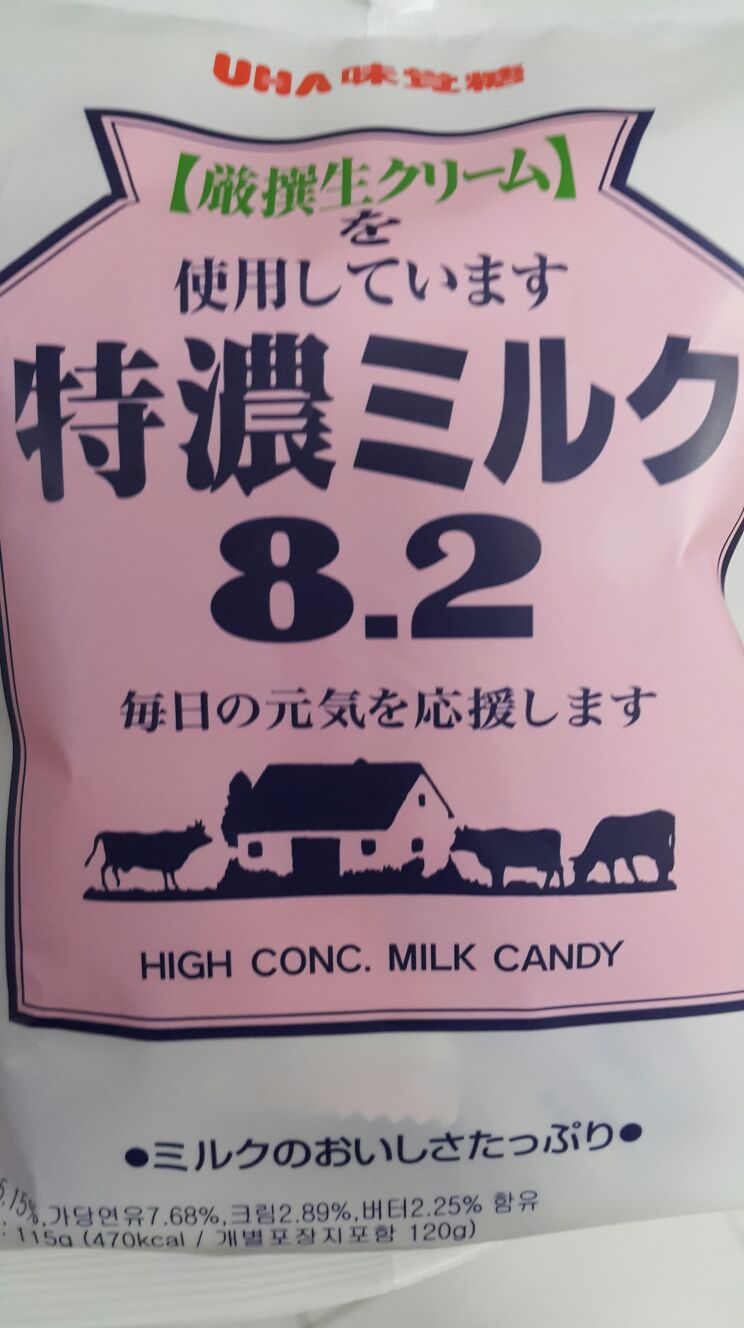 UHA味覚糖
【厳撰生クリーム】
を
使用しています
特濃ミルク
8.2
毎日の元気を応援します
HIGH CONC. MILK CANDY
●ミルクのおいしさたっぷり●
5.15%,가당연유7.68%,크림2.89%,버터2.25% 함유
: 115g (470kcal / 개별포장지포함 120g)